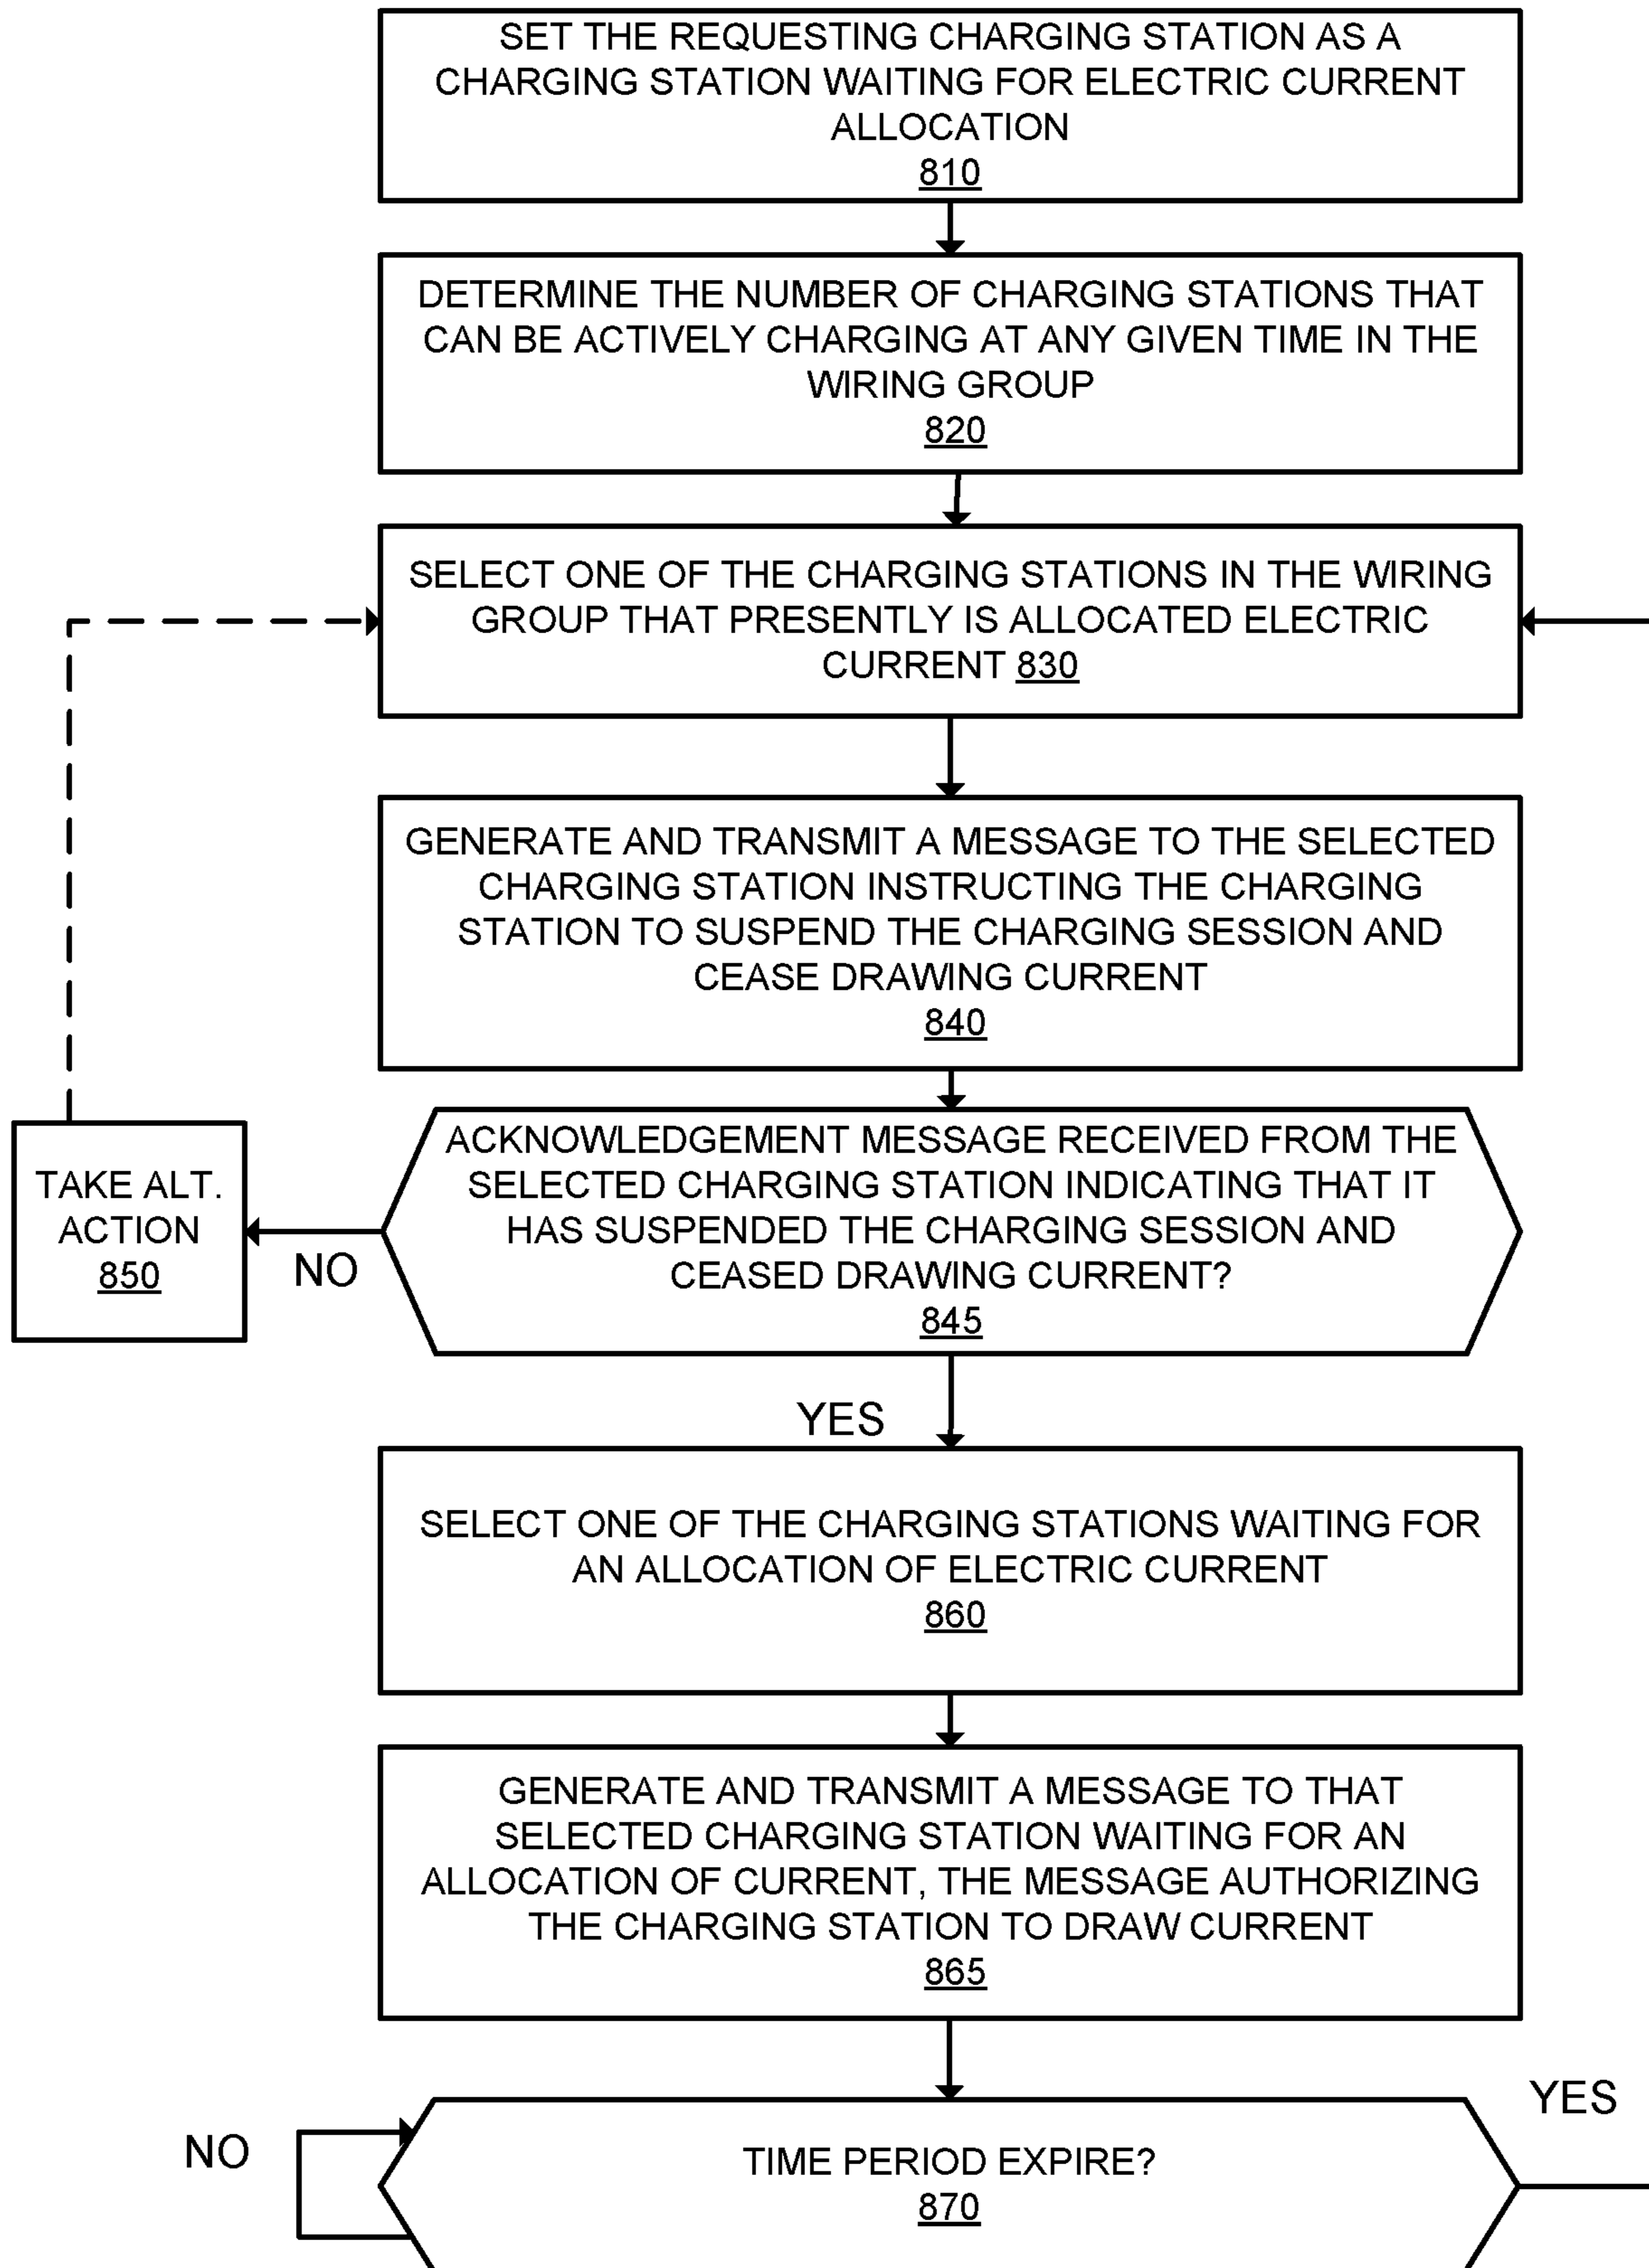 SET THE REQUESTING CHARGING STATION AS A
CHARGING STATION WAITING FOR ELECTRIC CURRENT
ALLOCATION
810
DETERMINE THE NUMBER OF CHARGING STATIONS THAT
CAN BE ACTIVELY CHARGING AT ANY GIVEN TIME IN THE
WIRING GROUP
820
SELECT ONE OF THE CHARGING STATIONS IN THE WIRING
GROUP THAT PRESENTLY IS ALLOCATED ELECTRIC
CURRENT 830
GENERATE AND TRANSMIT A MESSAGE TO THE SELECTED
CHARGING STATION INSTRUCTING THE CHARGING
STATION TO SUSPEND THE CHARGING SESSION AND
CEASE DRAWING CURRENT
840
ACKNOWLEDGEMENT MESSAGE RECEIVED FROM THE
SELECTED CHARGING STATION INDICATING THAT IT
HAS SUSPENDED THE CHARGING SESSION AND
CEASED DRAWING CURRENT?
845
NO
TAKE ALT.
ACTION
850
YES
SELECT ONE OF THE CHARGING STATIONS WAITING FOR
AN ALLOCATION OF ELECTRIC CURRENT
860
GENERATE AND TRANSMIT A MESSAGE TO THAT
SELECTED CHARGING STATION WAITING FOR AN
ALLOCATION OF CURRENT, THE MESSAGE AUTHORIZING
THE CHARGING STATION TO DRAW CURRENT
865
YES
NO
TIME PERIOD EXPIRE?
870